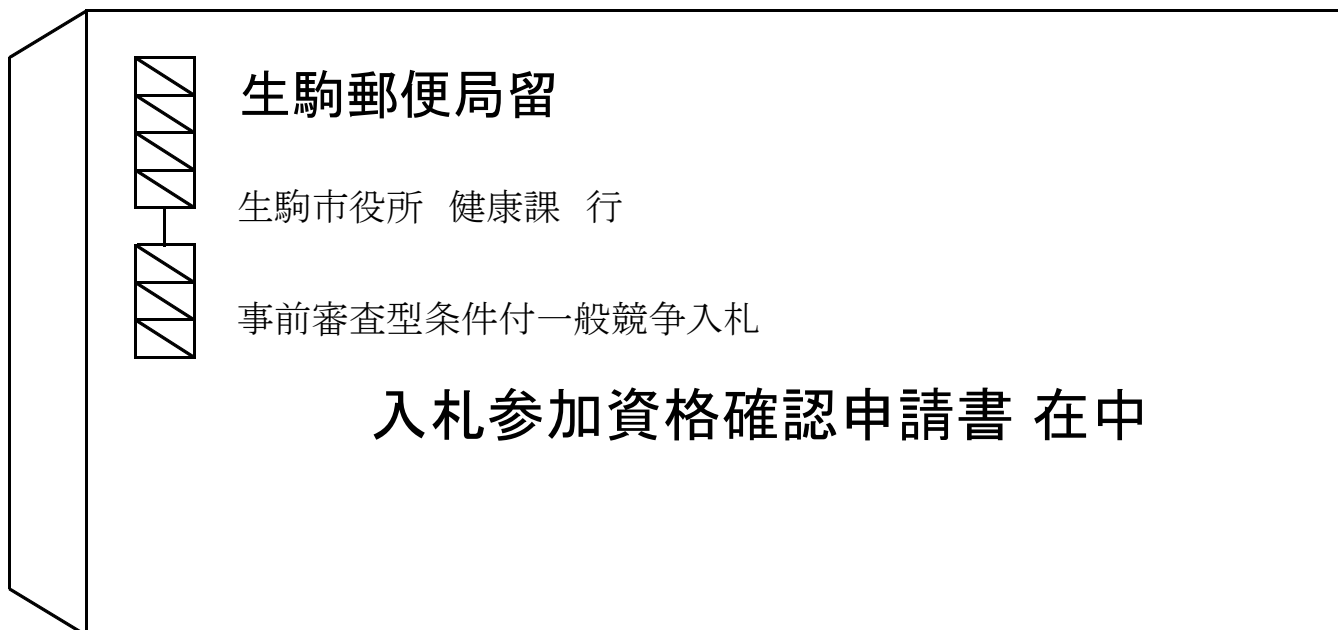 生駒郵便局留
生駒市役所 健康課 行
事前審査型条件付一般競争入札
入札参加資格確認申請書 在中